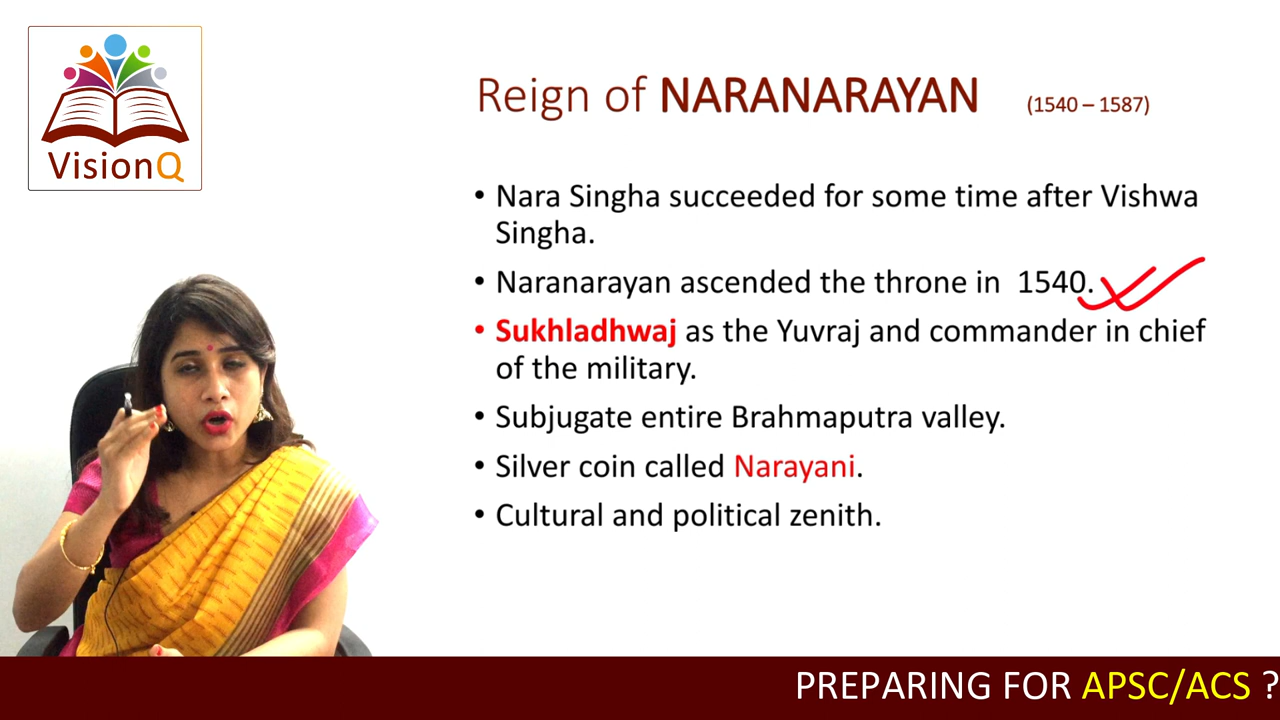 VisionQ
Reign of NARANARAYAN (1540 – 1587)
• Nara Singha succeeded for some time after Vishwa
Singha.
• Naranarayan ascended the throne in 1540.
• Sukhladhwaj as the Yuvraj and commander in chief
of the military.
• Subjugate entire Brahmaputra valley.
• Silver coin called Narayani.
• Cultural and political zenith.
PREPARING FOR APSC/ACS ?